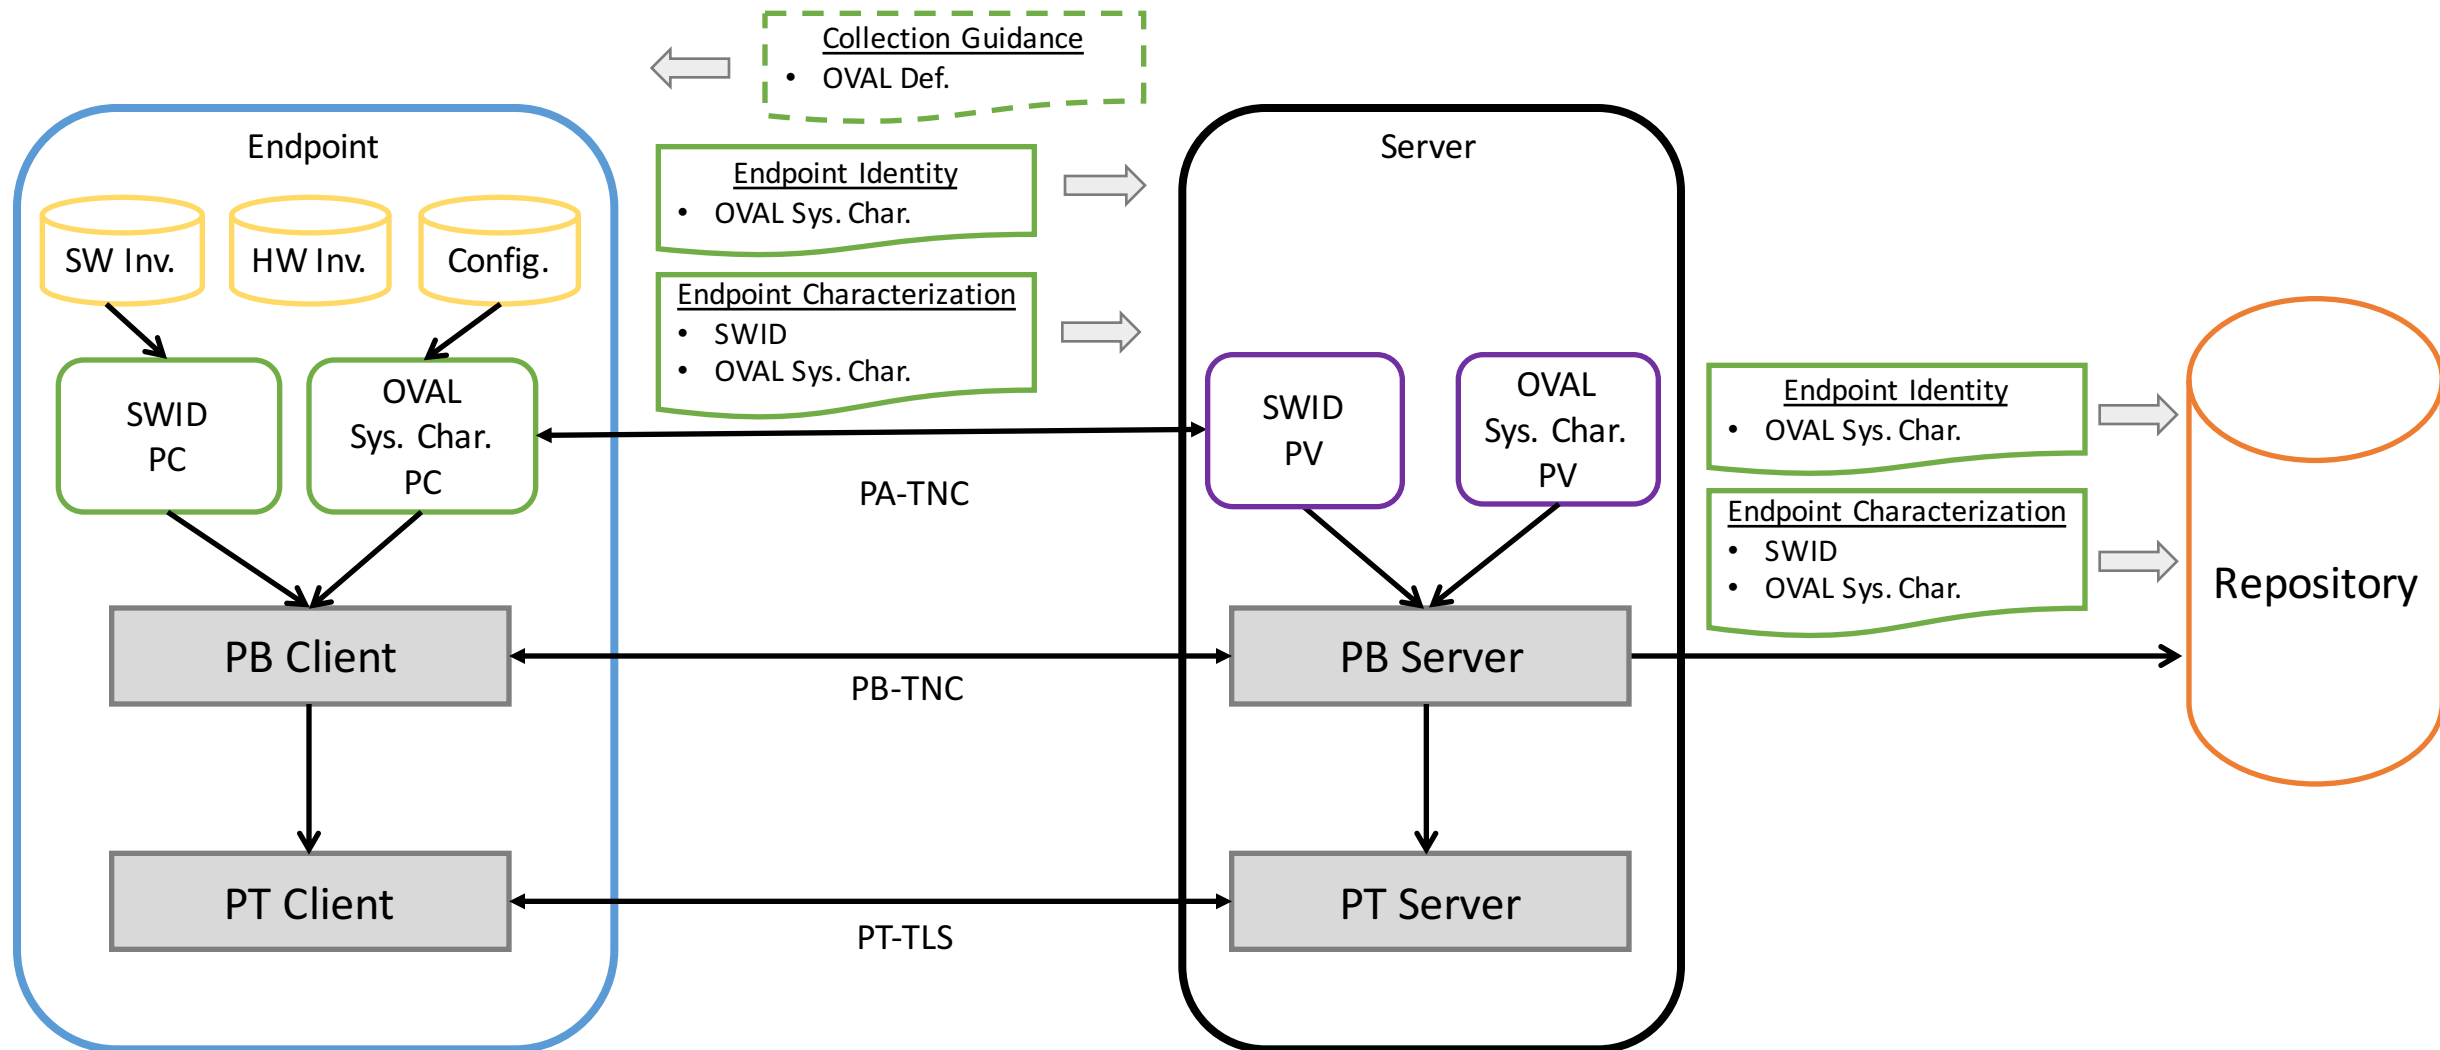 Collection Guidance
• OVAL Def.
Endpoint
Server
Endpoint Identity
• OVAL Sys. Char.
SW Inv.
HW Inv.
Config.
Endpoint Characterization
• SWID
• OVAL Sys. Char.
SWID
PC
OVAL
Sys. Char.
PC
SWID
PV
OVAL
Sys. Char.
PV
Endpoint Identity
• OVAL Sys. Char.
PA-TNC
Endpoint Characterization
• SWID
• OVAL Sys. Char.
Repository
PB Client
PB-TNC
PB Server
PT Client
PT-TLS
PT Server